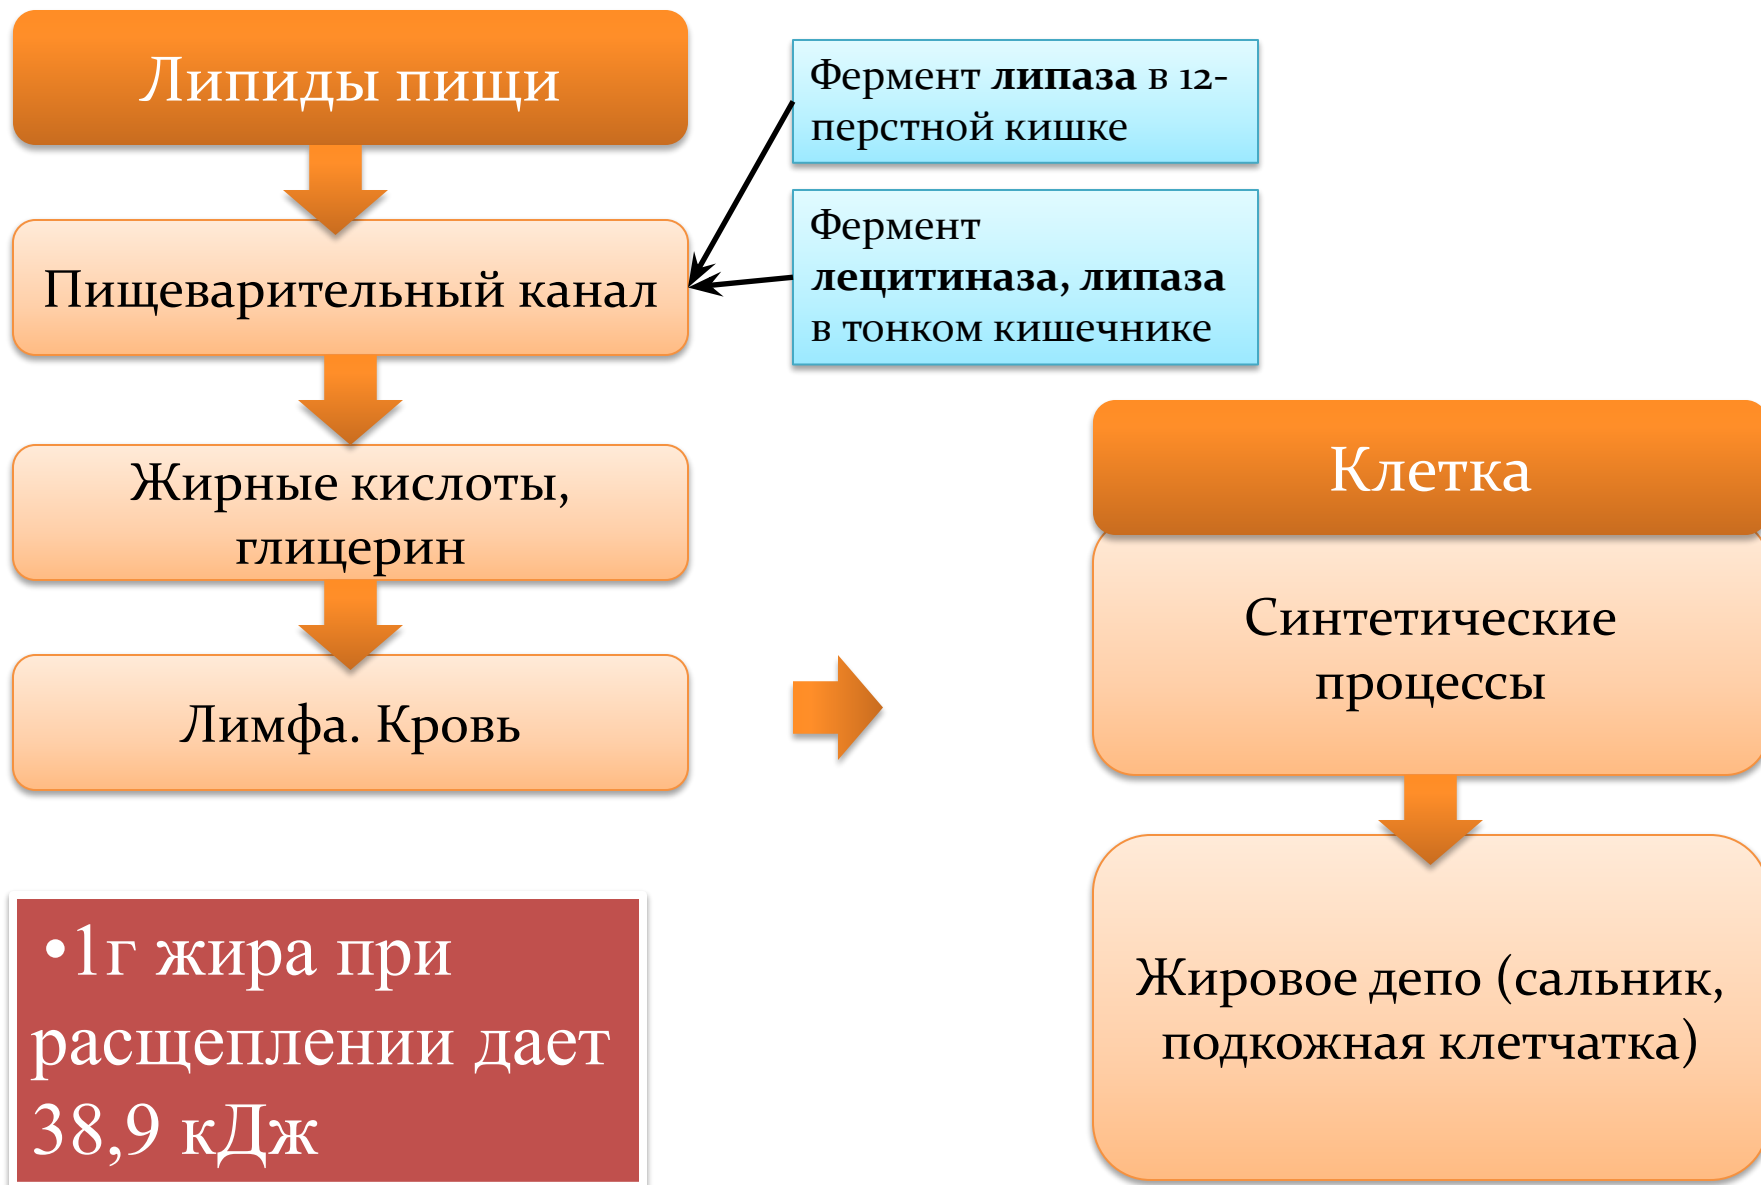 Липиды пищи
Фермент липаза в 12-
перстной кишке
Фермент
лецитиназа, липаза
в тонком кишечнике
Пищеварительный канал
Жирные кислоты,
глицерин
Лимфа. Кровь
Клетка
Синтетические
процессы
Жировое депо (сальник,
подкожная клетчатка)
•1г жира при
расщеплении дает
38,9 кДж